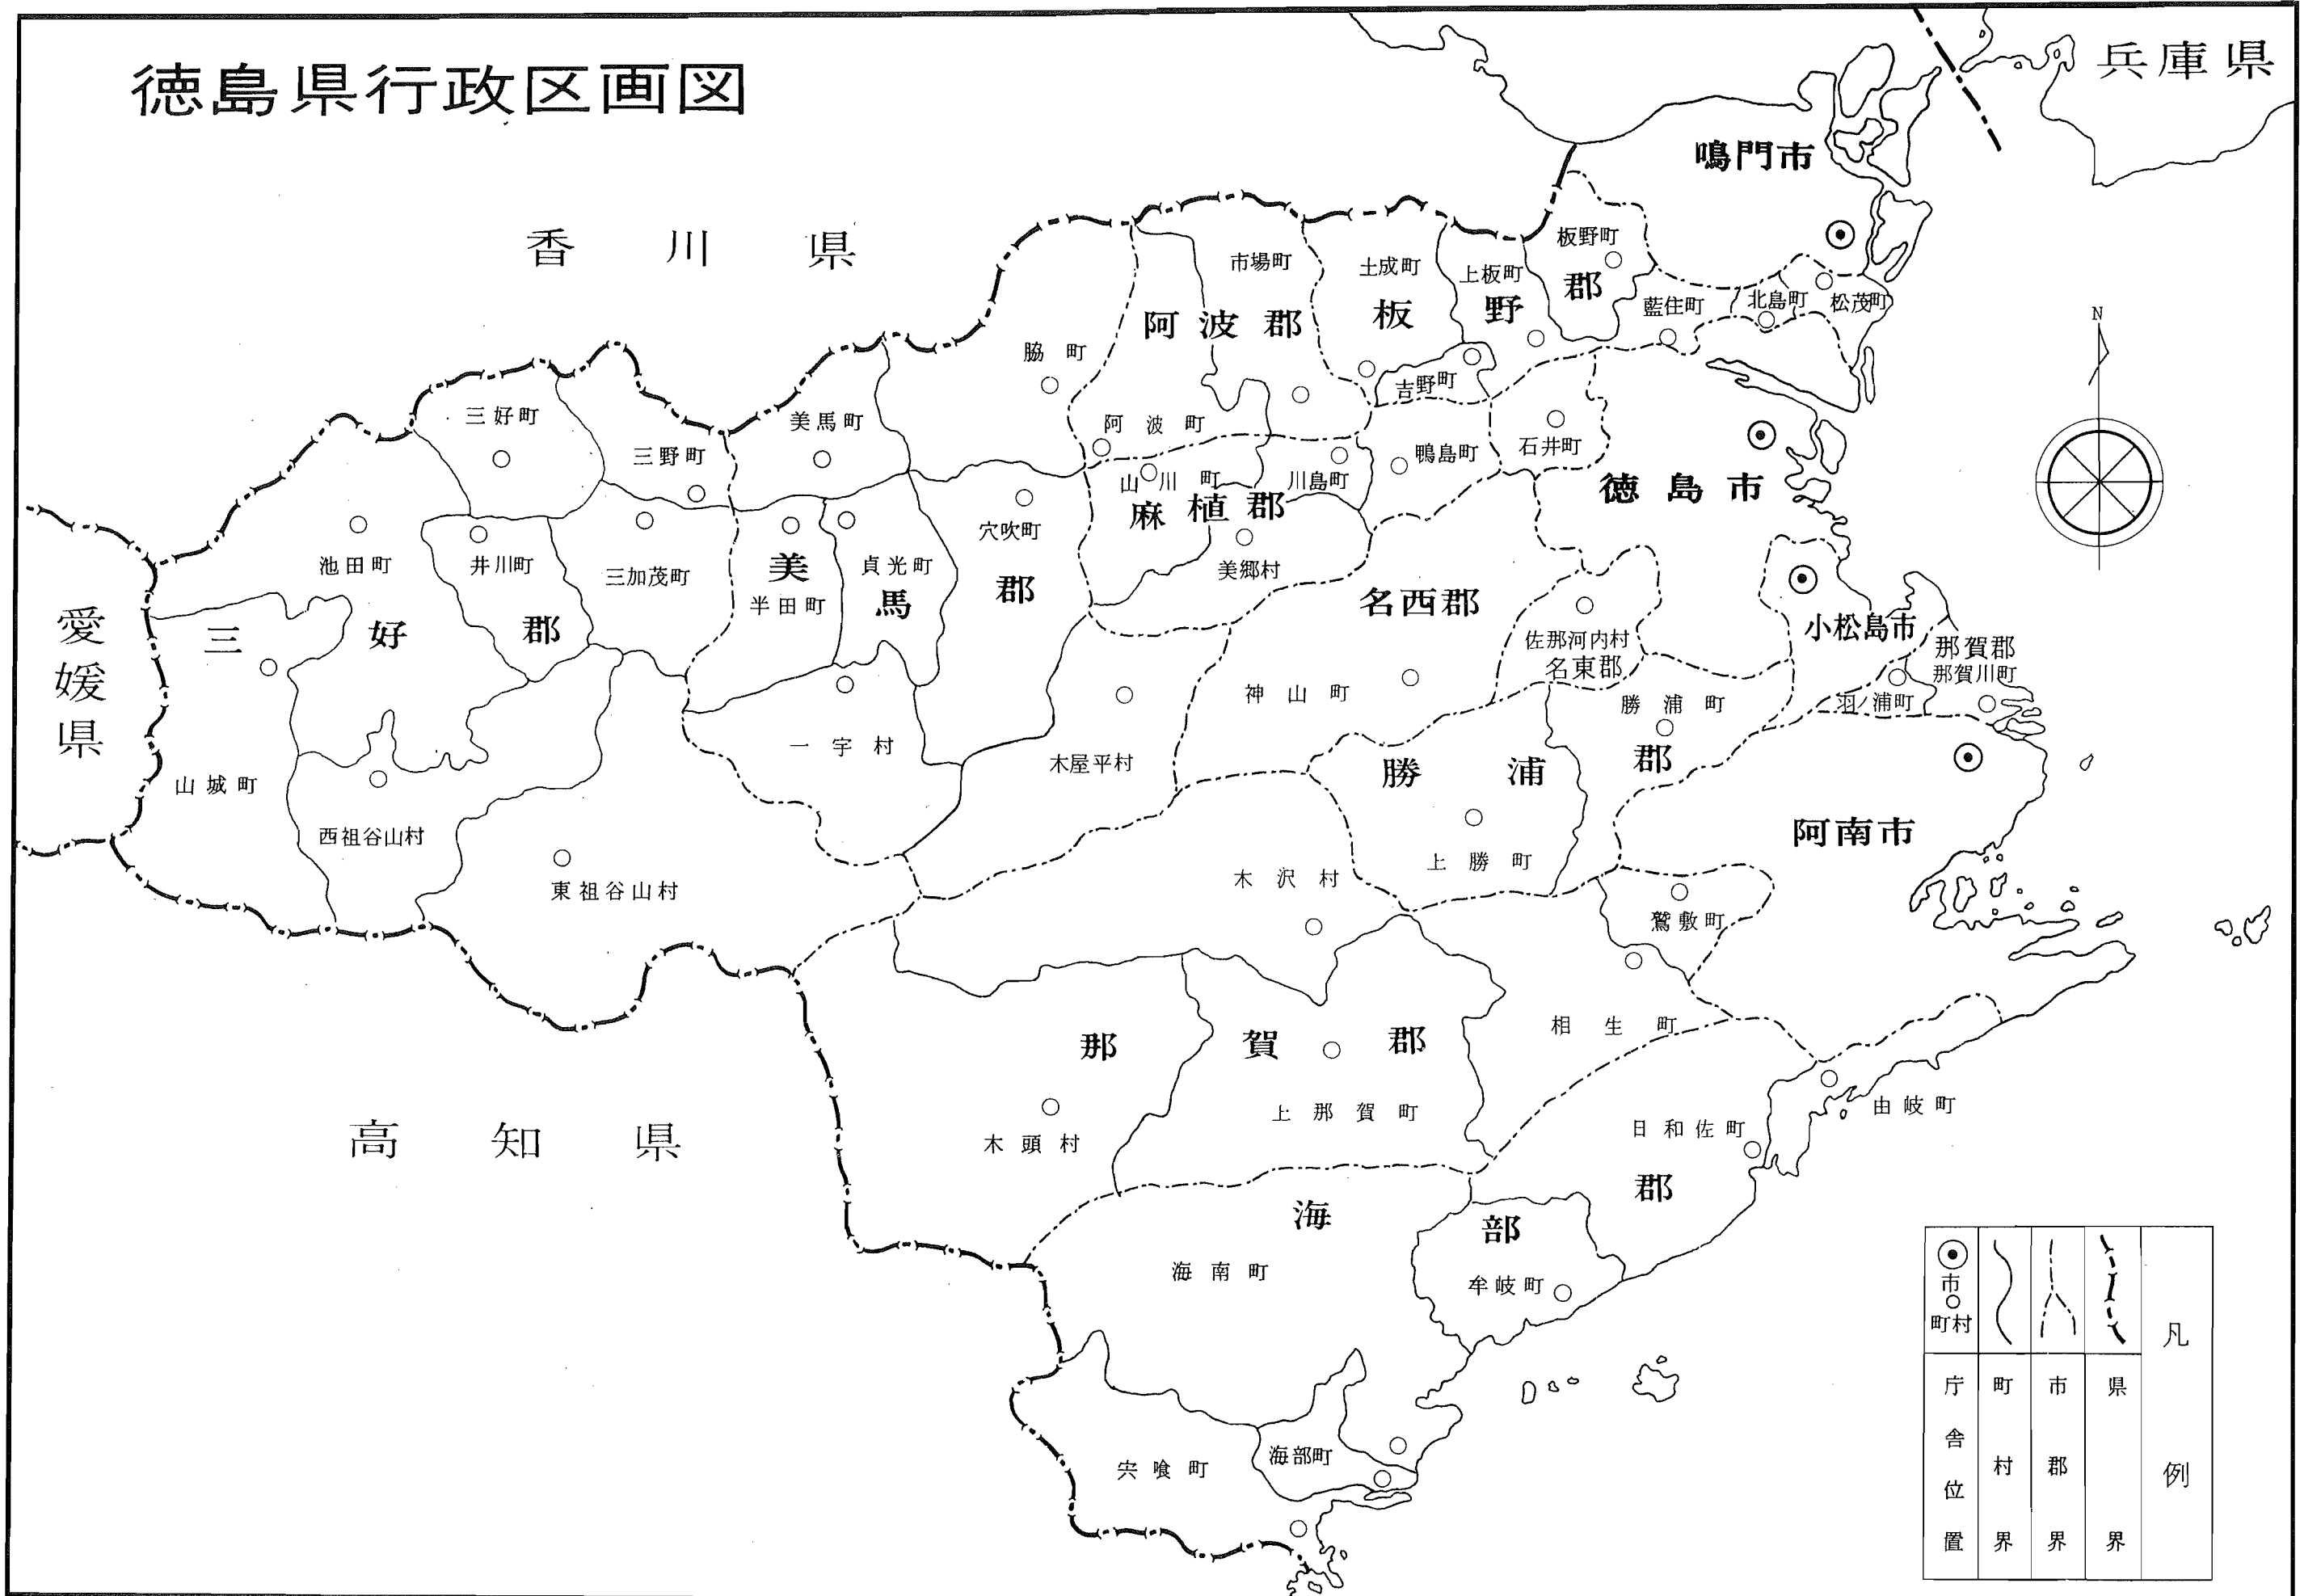 徳島県行政区画図
兵庫県
香川県
愛媛県
高知県
N
鳴門市
徳島市
小松島市
阿南市
板野郡
板野町
上板町
土成町
吉野町
藍住町
北島町
松茂町
阿波郡
市場町
阿波町
麻植郡
山川町
川島町
鴨島町
美郷村
名西郡
石井町
神山町
名東郡
佐那河内村
勝浦郡
勝浦町
上勝町
美馬郡
脇町
美馬町
半田町
貞光町
穴吹町
一宇村
木屋平村
三好郡
三好町
三野町
池田町
井川町
三加茂町
山城町
西祖谷山村
東祖谷山村
那賀郡
那賀川町
羽ノ浦町
那賀郡
鷲敷町
相生町
木沢村
上那賀町
木頭村
海部郡
由岐町
日和佐町
牟岐町
海南町
海部町
宍喰町
凡例
県界
市郡界
町村界
市
町村
庁舎位置